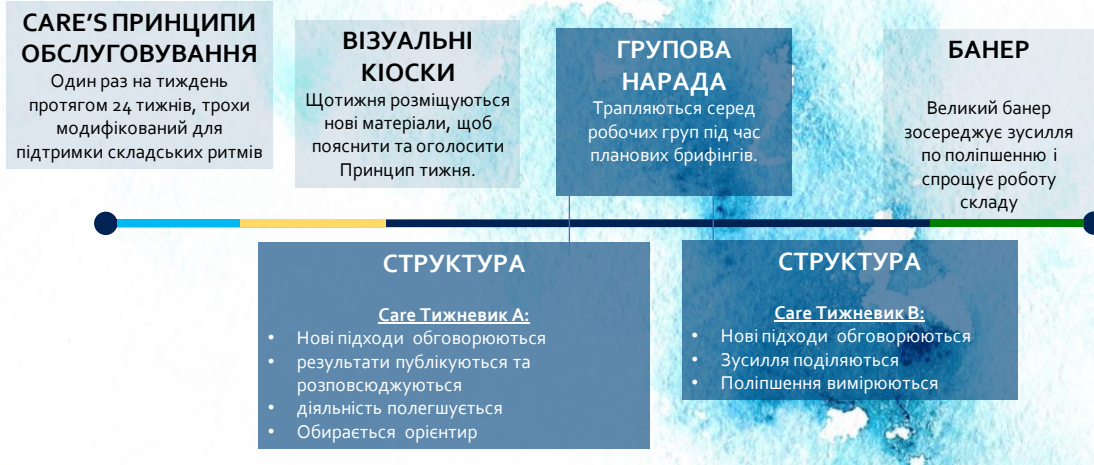 CARE'S ПРИНЦИПИ
ОБСЛУГОВУВАННЯ
Один раз на тиждень
протягом 24 тижнів, трохи
модифікований для
підтримки складських ритмів
ВІЗУАЛЬНІ
КІОСКИ
Щотижня розміщуються
нові матеріали, щоб
пояснити та оголосити
Принцип тижня.
ГРУПОВА
НАРАДА
Трапляються серед
робочих груп під час
планових брифінгів.
БАНЕР
Великий банер
зосереджує зусилля
по поліпшенню і
спрощує роботу
складу
СТРУКТУРА
Care Тижневик А:
• Нові підходи обговорюються
• результати публікуються та
розповсюджуються
• діяльність полегшується
• Обирається орієнтир
СТРУКТУРА
Care Тижневик В:
• Нові підходи обговорюються
• Зусилля поділяються
• Поліпшення вимірюються